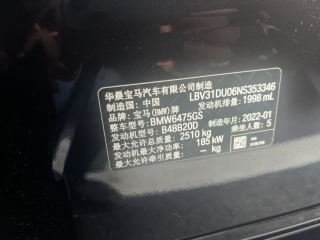 华晨宝马汽车有限公司制造
制造国：中国 LBV31DU06NS353346
品牌：宝马(BMW)牌 发动机排量：1998 mL
整车型号：BMW6475GS
发动机型号：B48B20D 制造年月：2022-01
最大允许总质量：2510 kg 乘坐人数：5
发动机最大净功率：185 kW
最大允许牵引质量：-- kg